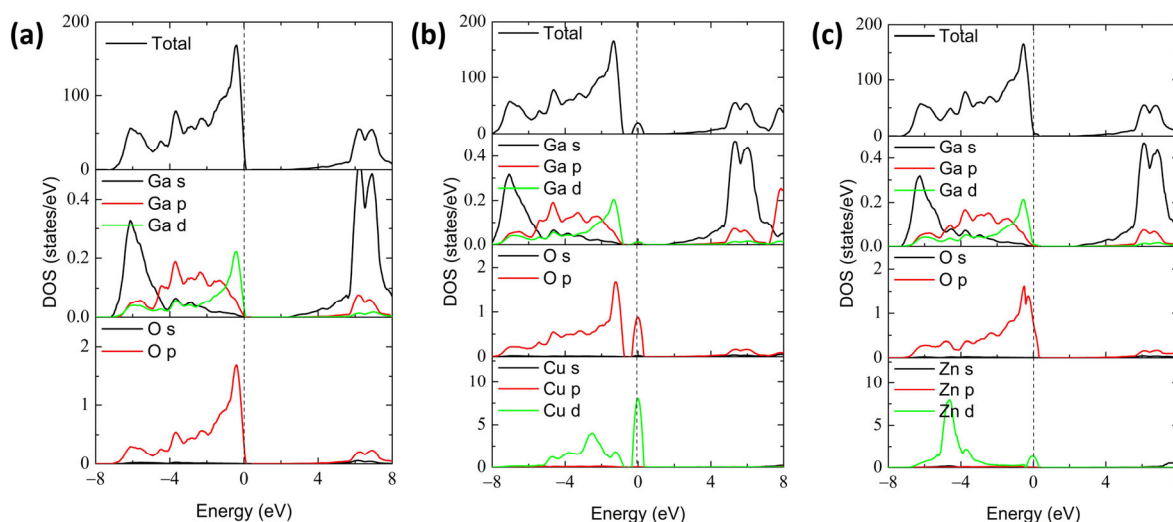 (a)
200
150
100
50
0
Total
0.4
0.2
0.0
Ga s
Ga p
Ga d
2
1
0
O s
O p
DOS (states/eV)
−8 −4 0 4 8
Energy (eV)
(b)
200
100
0
Total
0.4
0.2
0.0
Ga s
Ga p
Ga d
2
1
0
O s
O p
10
5
0
Cu s
Cu p
Cu d
DOS (states/eV)
−8 −4 0 4 8
Energy (eV)
(c)
200
100
0
Total
0.4
0.2
0.0
Ga s
Ga p
Ga d
2
1
0
O s
O p
10
5
0
Zn s
Zn p
Zn d
DOS (states/eV)
−8 −4 0 4
Energy (eV)